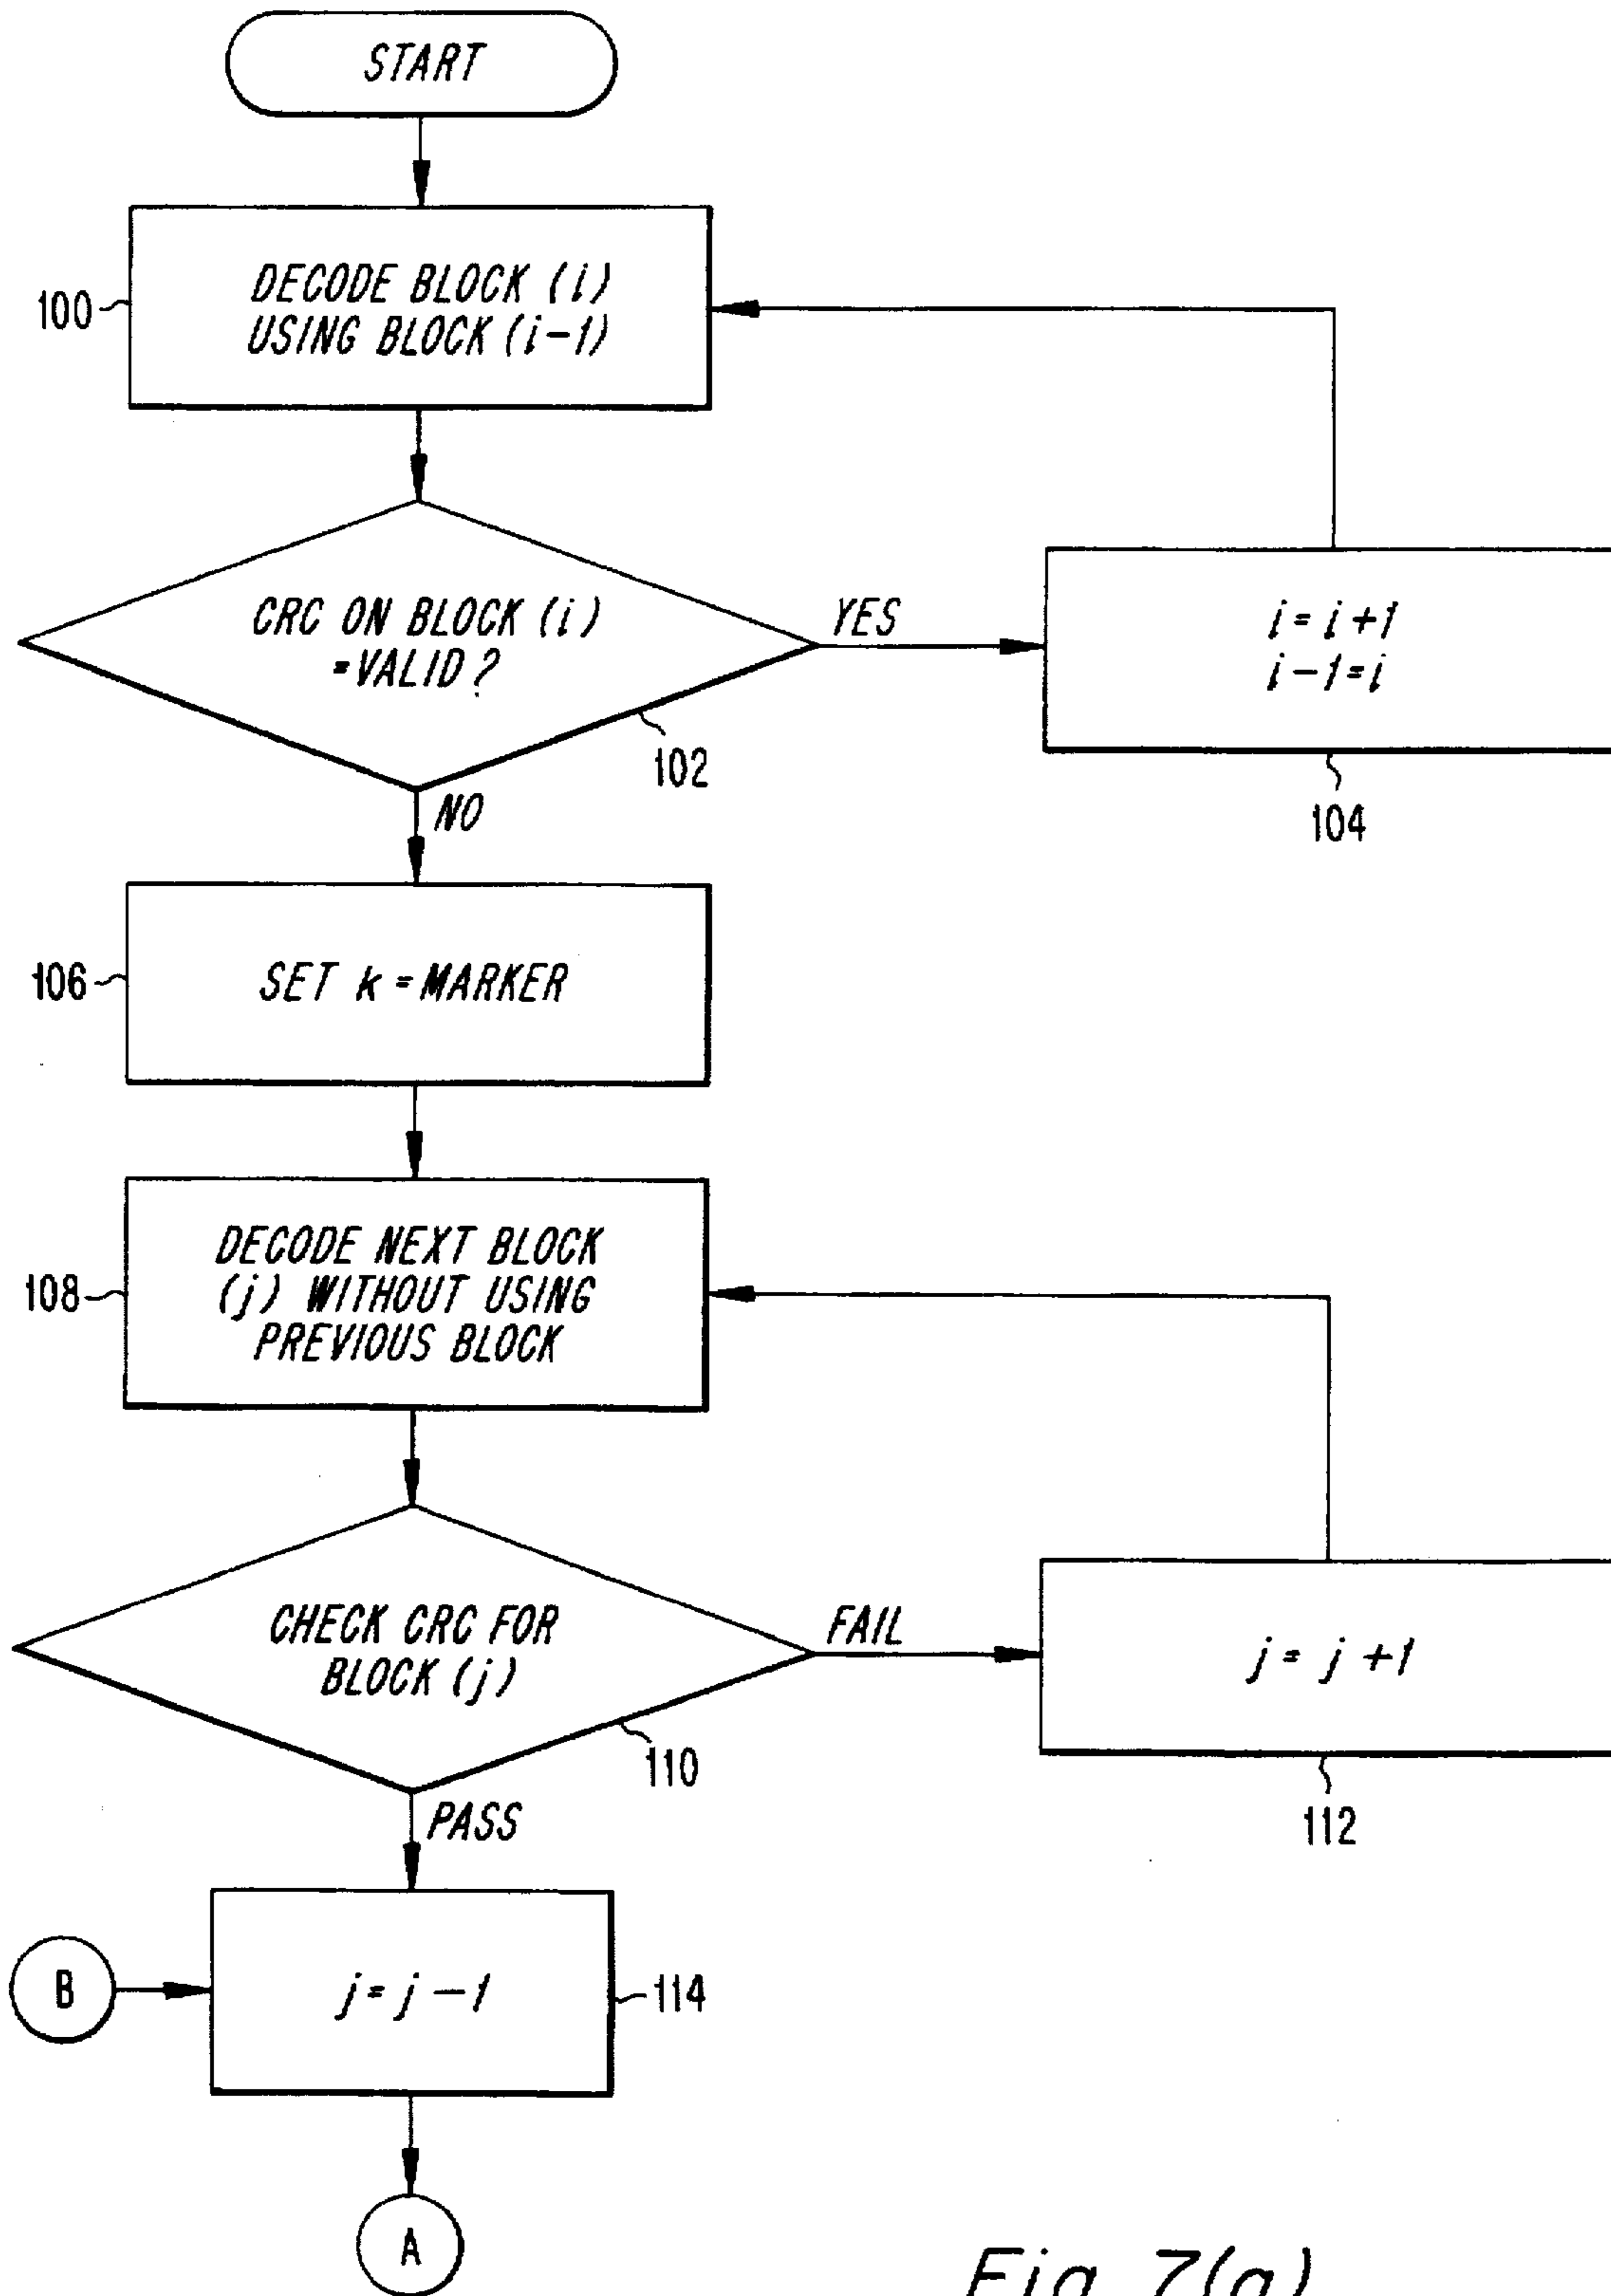 START
100
DECODE BLOCK (i)
USING BLOCK (i-1)
CRC ON BLOCK (i)
=VALID?
YES
102
i=i+1
i-1=i
104
NO
106
SET k=MARKER
108
DECODE NEXT BLOCK
(j) WITHOUT USING
PREVIOUS BLOCK
CHECK CRC FOR
BLOCK (j)
FAIL
110
j=j+1
112
PASS
B
j=j-1
114
A
Fig. 7(a)